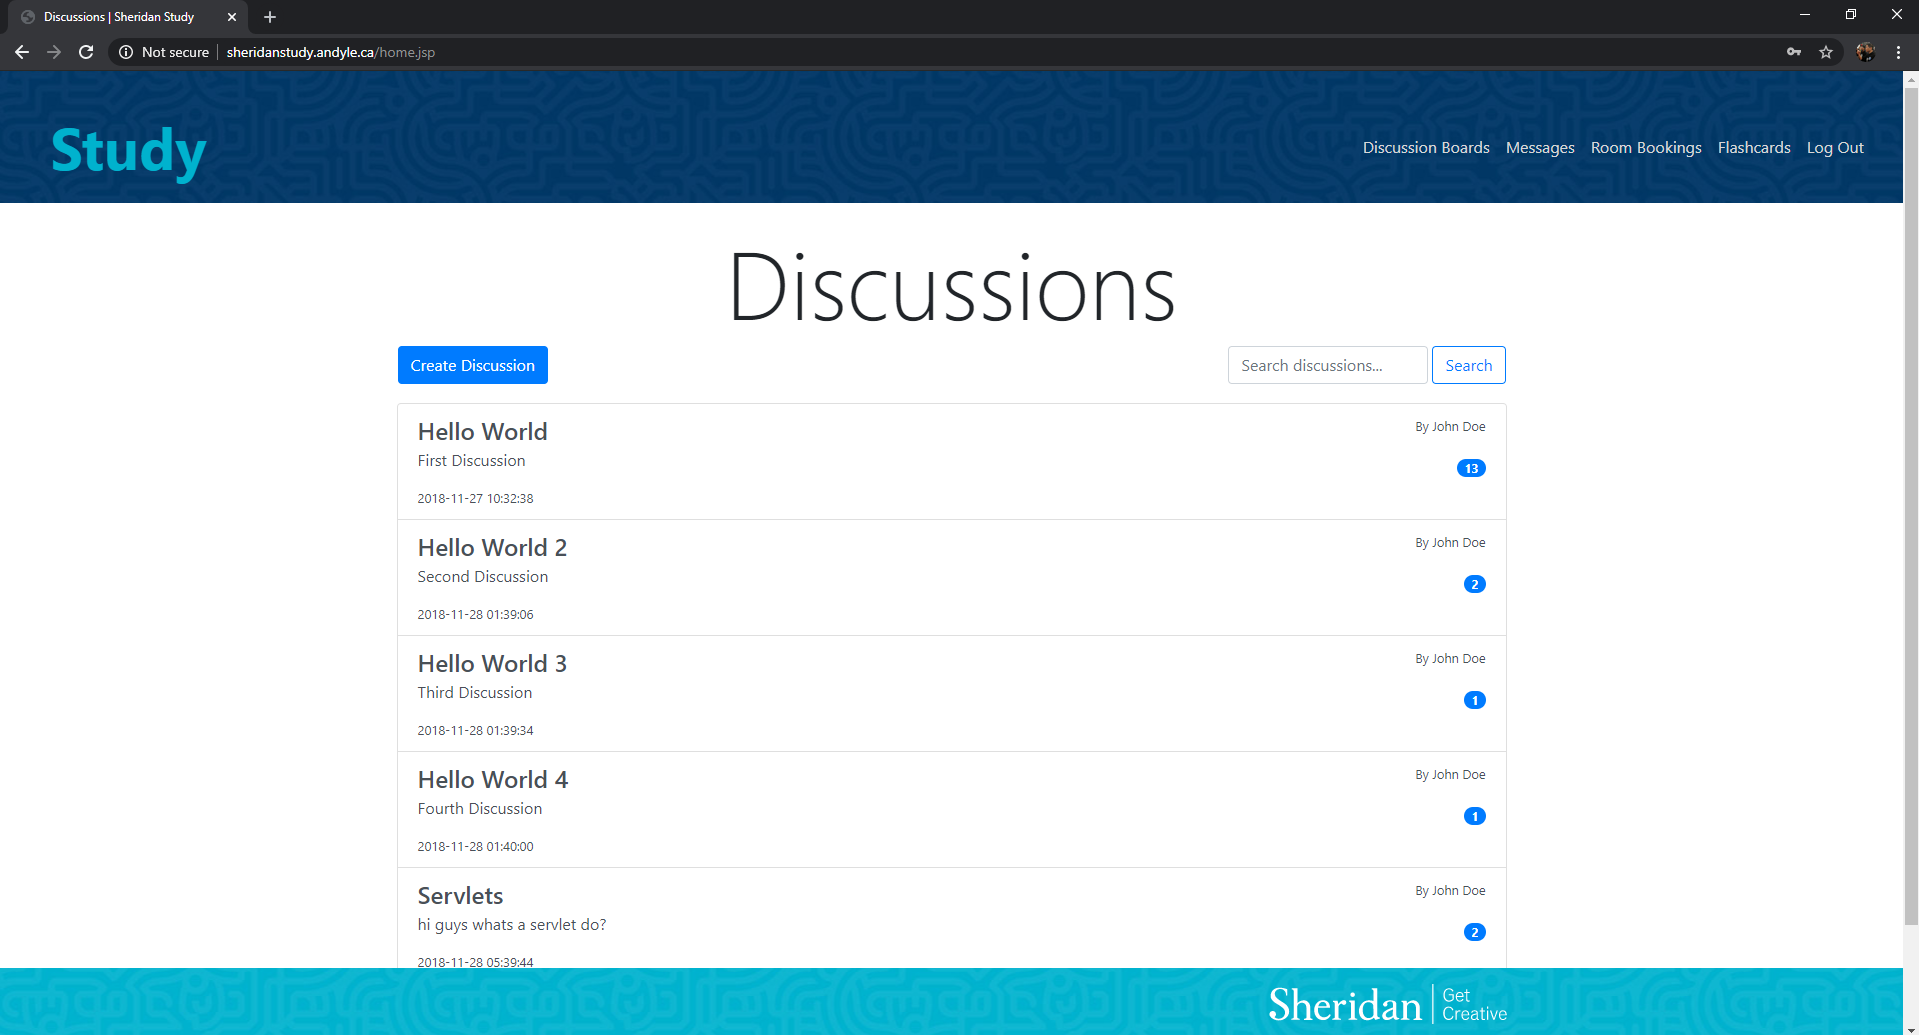 Discussions | Sheridan Study
Not secure | sheridanstudy.andyle.ca/home.jsp
Study
Discussion Boards Messages Room Bookings Flashcards Log Out
Discussions
Create Discussion
Search discussions...
Search
Hello World
By John Doe
First Discussion
13
2018-11-27 10:32:38
Hello World 2
By John Doe
Second Discussion
2
2018-11-28 01:39:06
Hello World 3
By John Doe
Third Discussion
1
2018-11-28 01:39:34
Hello World 4
By John Doe
Fourth Discussion
1
2018-11-28 01:40:00
Servlets
By John Doe
hi guys whats a servlet do?
2
2018-11-28 05:39:44
Sheridan
Get
Creative